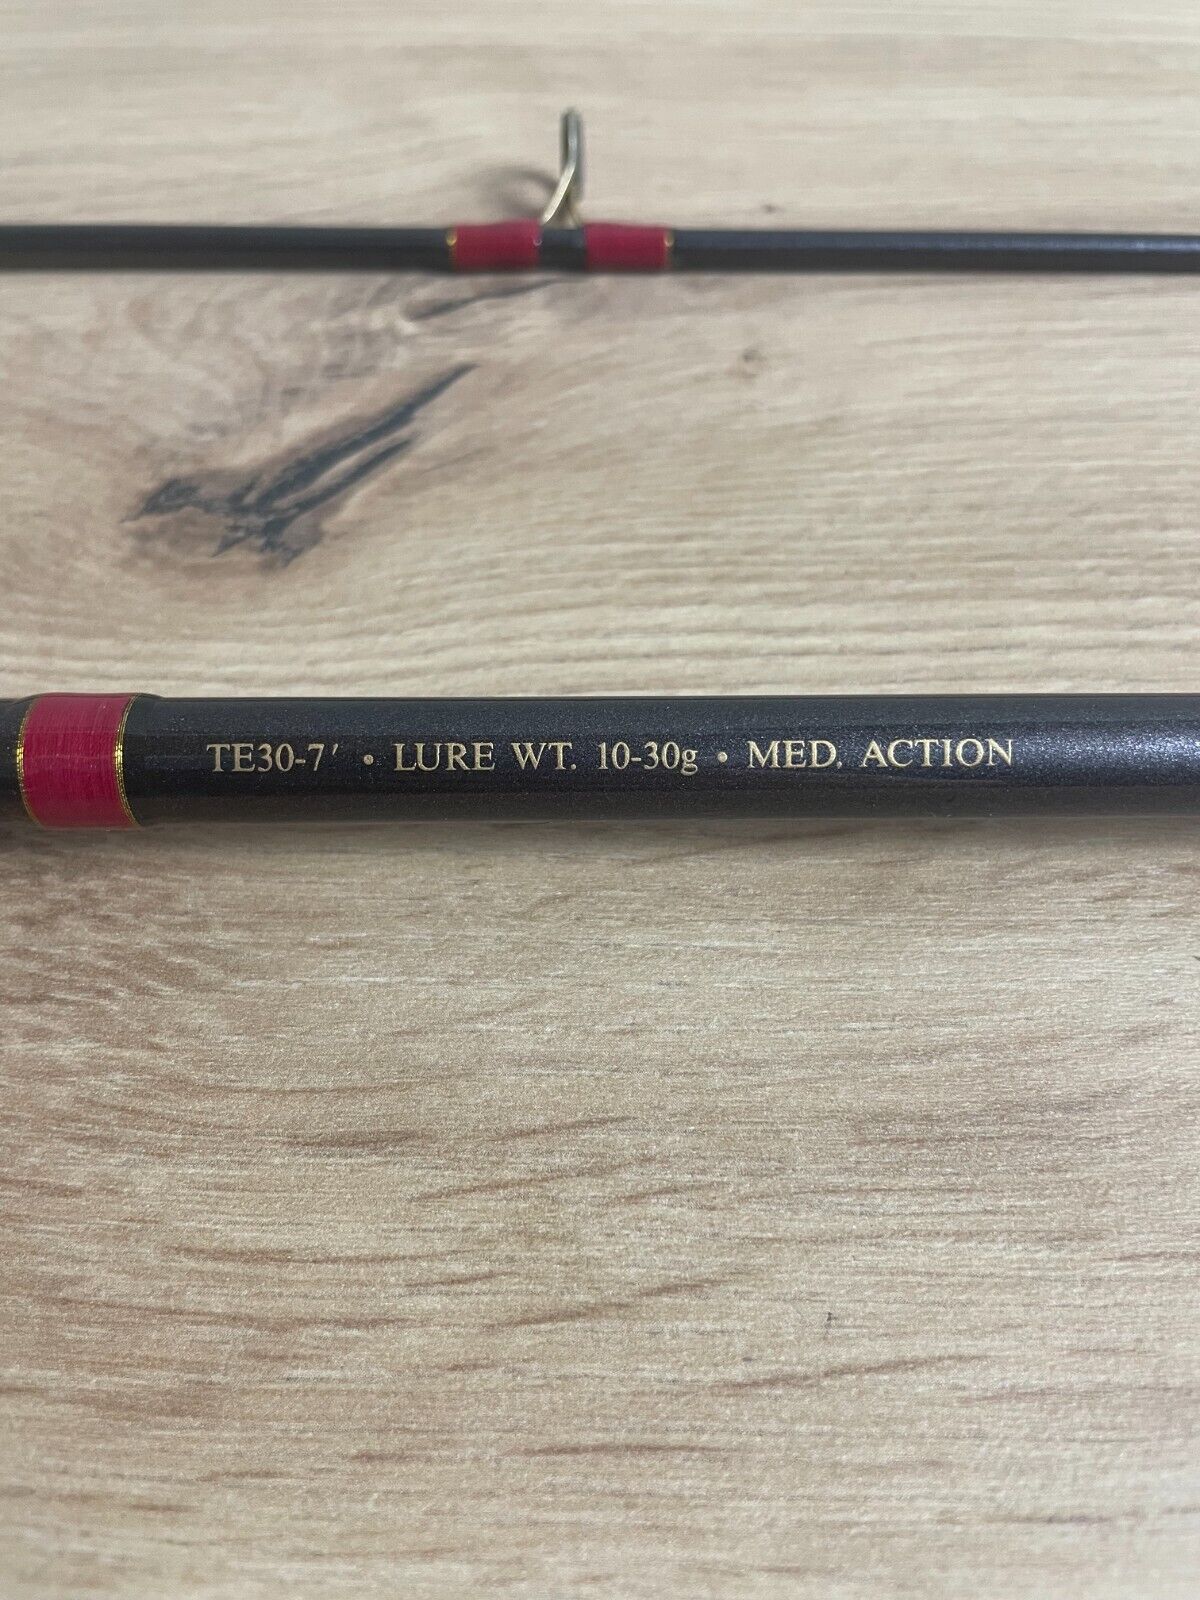 TE30-7' • LURE WT. 10-30g • MED. ACTION